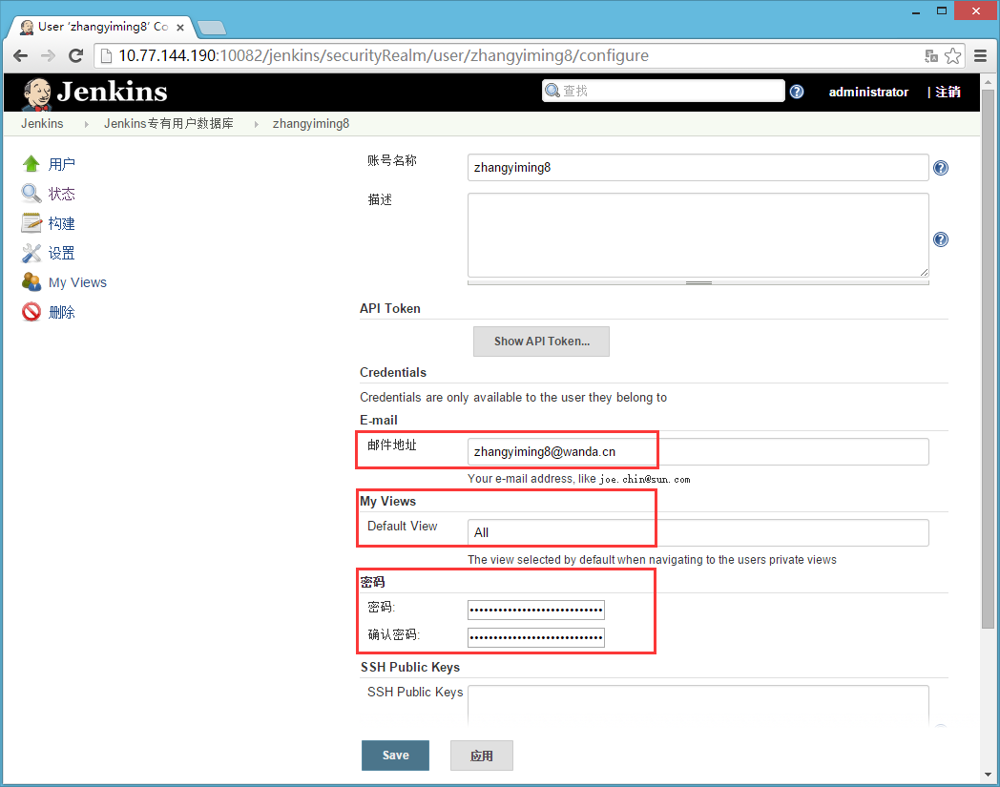 User 'zhangyiming8' Co
10.77.144.190:10082/jenkins/securityRealm/user/zhangyiming8/configure
Jenkins 查找 administrator | 注销
Jenkins Jenkins专有用户数据库 zhangyiming8
用户
状态
构建
设置
My Views
删除
账号名称 zhangyiming8
描述
API Token
Show API Token...
Credentials
Credentials are only available to the user they belong to
E-mail
邮件地址 zhangyiming8@wanda.cn
Your e-mail address, like joe.chin@sun.com
My Views
Default View All
The view selected by default when navigating to the users private views
密码
密码: ••••••••••••••••••••••••••••
确认密码: ••••••••••••••••••••••••••••
SSH Public Keys
SSH Public Keys
Save 应用